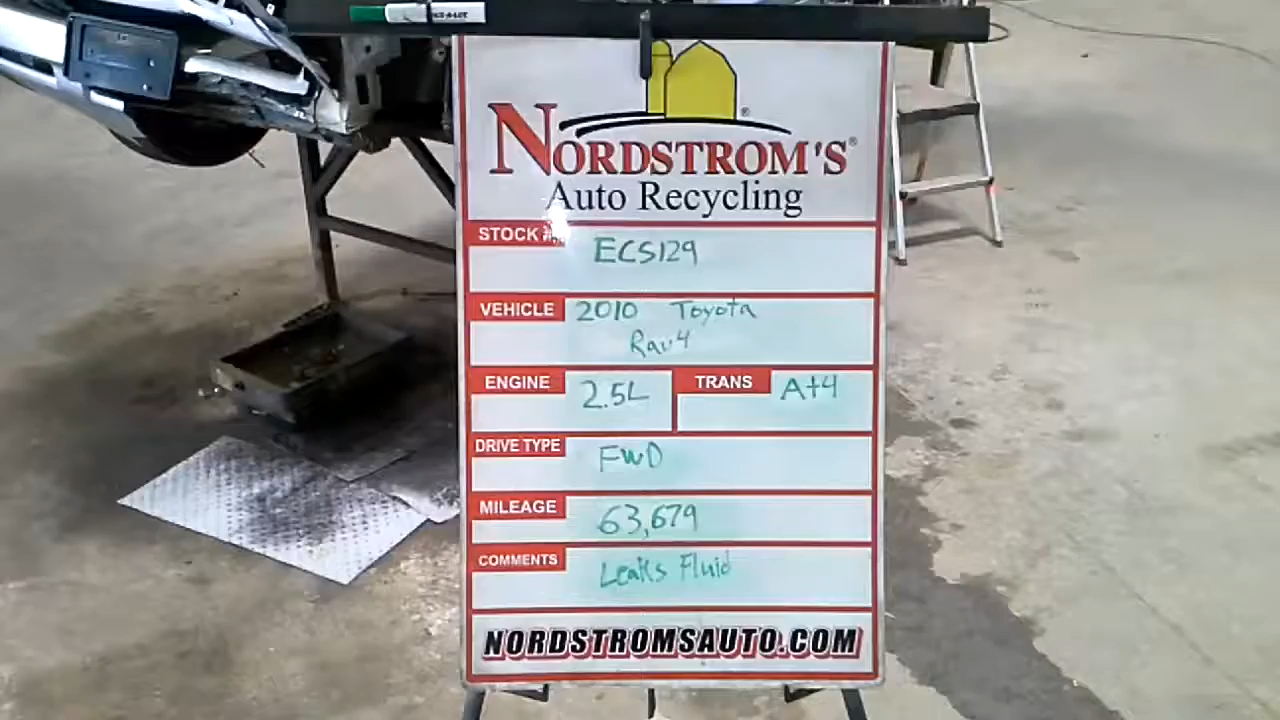 NORDSTROM'S®
Auto Recycling
STOCK #
ECS129
VEHICLE
2010 Toyota
Rav4
ENGINE
2.5L
TRANS
At4
DRIVE TYPE
FWD
MILEAGE
63,679
COMMENTS
Leaks Fluid
NORDSTROMSAUTO.COM